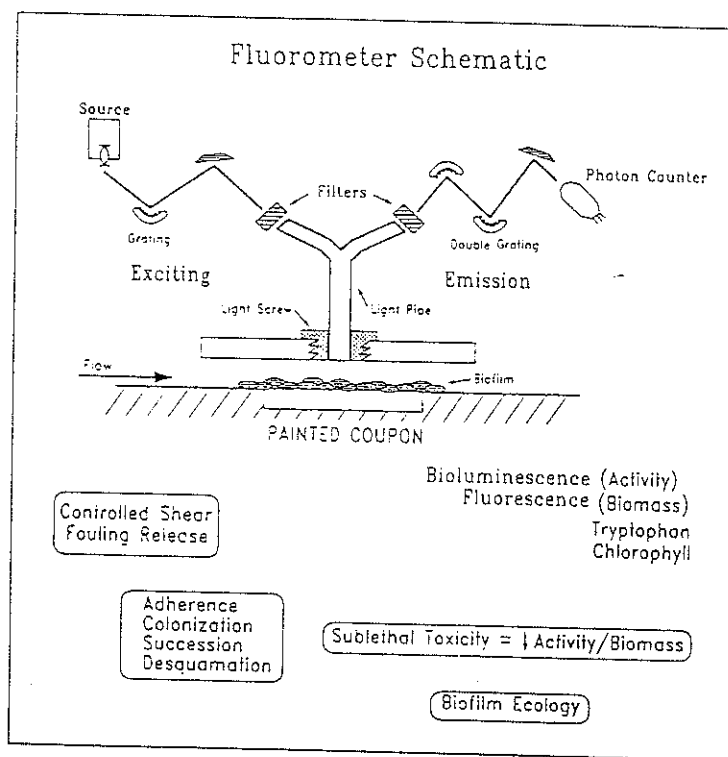 Fluorometer Schematic
Source
Filters
Photon Counter
Grating
Double Grating
Exciting
Emission
Light Screw
Light Pipe
Flow
Biofilm
PAINTED COUPON
Bioluminescence (Activity)
Fluorescence (Biomass)
Tryptophan
Chlorophyll
Controlled Shear
Fouling Release
Adherence
Colonization
Succession
Desquamation
Sublethal Toxicity = ↓ Activity/Biomass
Biofilm Ecology